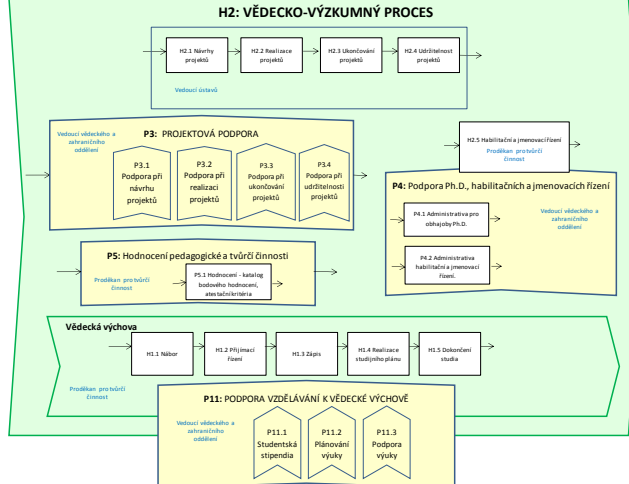 H2: VĚDECKO-VÝZKUMNÝ PROCES
H2.1 Návrhy
projektů
H2.2 Realizace
projektů
H2.3 Ukončování
projektů
H2.4 Udržitelnost
projektů
Vedoucí ústavů
Vedoucí vědeckého a
zahraničního
oddělení
P3: PROJEKTOVÁ PODPORA
P3.1
Podpora při
návrhu
projektů
P3.2
Podpora při
realizaci
projektů
P3.3
Podpora při
ukončování
projektů
P3.4
Podpora při
udržitelnosti
projektů
H2.5 Habilitační a jmenovací řízení
Proděkan pro tvůrčí
činnost
P4: Podpora Ph.D., habilitačních a jmenovacích řízení
P4.1 Administrativa pro
obhajoby Ph.D.
Vedoucí vědeckého a
zahraničního
oddělení
P4.2 Administrativa
habilitační a jmenovací
řízení.
P5: Hodnocení pedagogické a tvůrčí činnosti
Proděkan pro tvůrčí
činnost
P5.1 Hodnocení - katalog
bodového hodnocení,
atestační kritéria
Vědecká výchova
H1.1 Nábor
H1.2 Přijímací
řízení
H1.3 Zápis
H1.4 Realizace
studijního plánu
H1.5 Dokončení
studia
Proděkan pro tvůrčí
činnost
P11: PODPORA VZDĚLÁVÁNÍ K VĚDECKÉ VÝCHOVĚ
Vedoucí vědeckého a
zahraničního
oddělení
P11.1
Studentská
stipendia
P11.2
Plánování
výuky
P11.3
Podpora
výuky